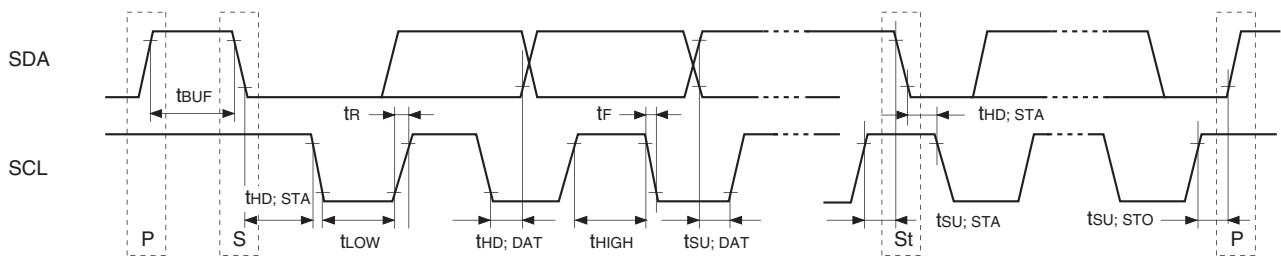 SDA
tBUF
tR
tF
tHD; STA
SCL
tHD; STA
tLOW
tHD; DAT
tHIGH
tSU; DAT
tSU; STA
tSU; STO
P
S
St
P